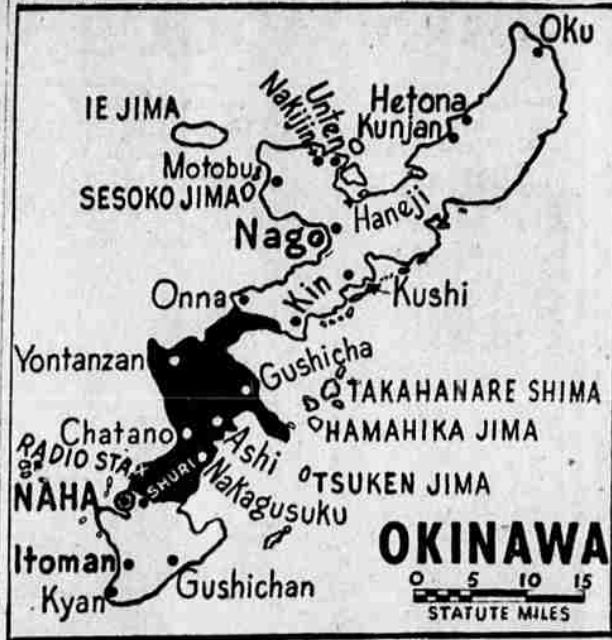 OKU
IE JIMA
Unten
Nakijin
Hetona
Kunjan
Motobu
SESOKO JIMA
Haneji
Nago
Kin
Onna
Kushi
Yontanzan
Gushicha
TAKAHANARE SHIMA
Chatano
Ashi
HAMAHIKA JIMA
RADIO STA.
SHURI
Nakagusuku
TSUKEN JIMA
NAHA
OKINAWA
Itoman
Gushichan
Kyan
0 5 10 15
STATUTE MILES